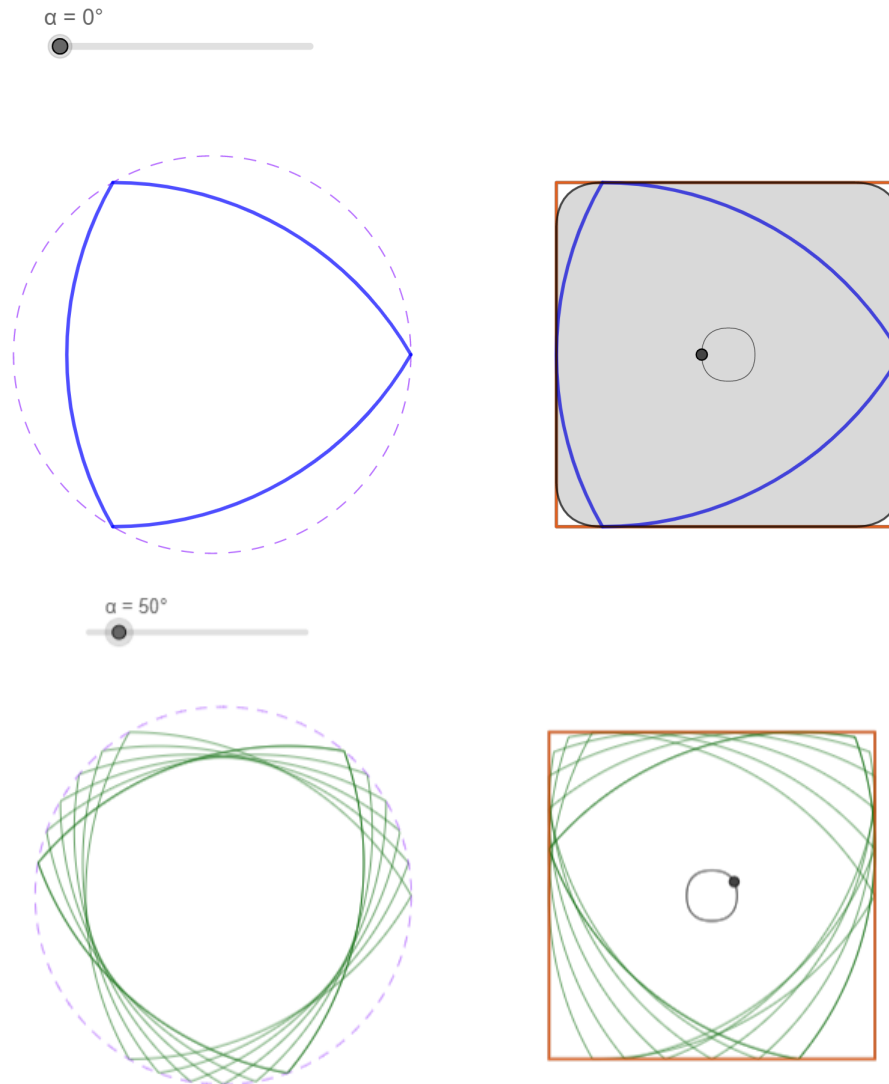 α = 0°
α = 50°